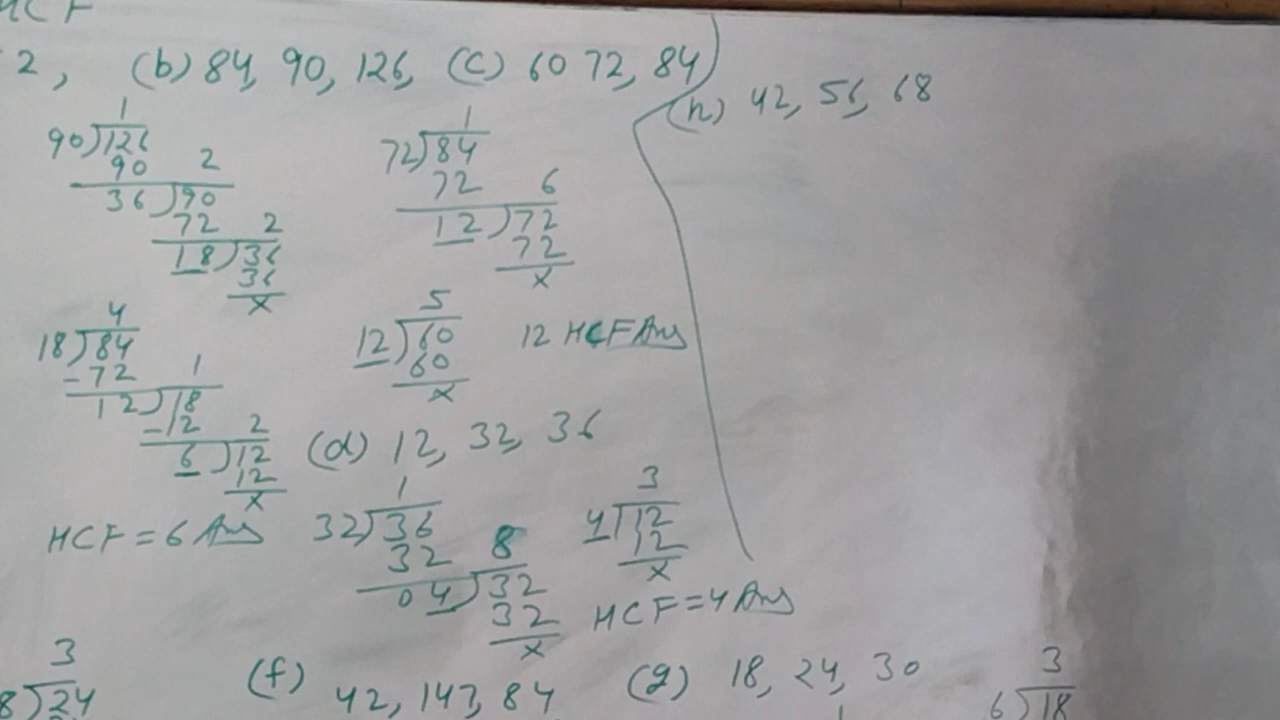 HCF
2, (b) 84, 90, 126, (c) 60 72, 84
(h) 42, 56, 68
1
90)126
90 2
36)90
72 2
18)36
36
x
1
72)84
72 6
12)72
72
x
4
18)84
-72 1
12)18
-12 2
6)12
12
x
HCF = 6 Ans
5
12)60
60
x
12 HCF Ans
(d) 12, 32, 36
1
32)36
32 8
04)32
32
x
3
4)12
12
x
HCF = 4 Ans
3
8)24
(f) 42, 147, 84
(g) 18, 24, 30
1
3
6)18